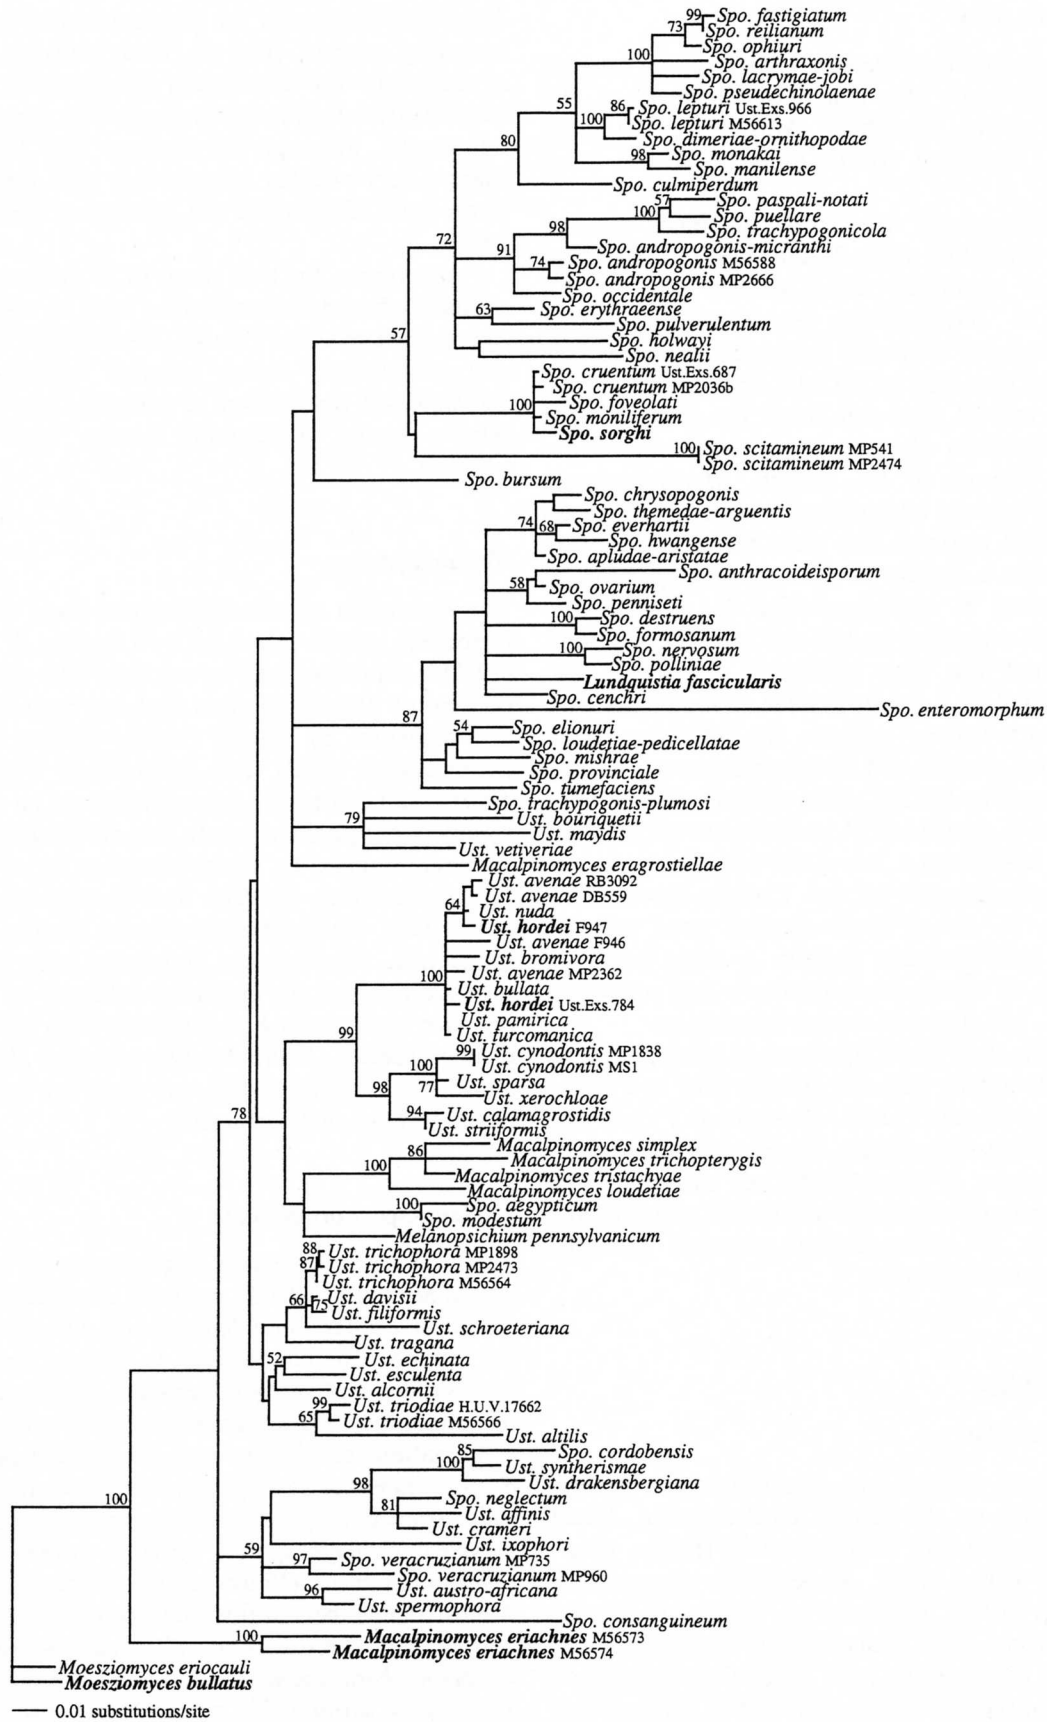 99 Spo. fastigiatum
73 Spo. reilianum
Spo. ophiuri
100 Spo. arthraxonis
Spo. lacrymae-jobi
Spo. pseudechinolaenae
55 86 Spo. lepturi Ust.Exs.966
100 Spo. lepturi M56613
80 Spo. dimeriae-ornithopodae
98 Spo. monakai
Spo. manilense
Spo. culmiperdum
57 Spo. paspali-notati
100 Spo. puellare
98 Spo. trachypogonicola
72 91 Spo. andropogonis-micranthi
74 Spo. andropogonis M56588
Spo. andropogonis MP2666
Spo. occidentale
63 Spo. erythraeense
Spo. pulverulentum
57 Spo. holwayi
Spo. nealii
Spo. cruentum Ust.Exs.687
Spo. cruentum MP2036b
100 Spo. foveolati
Spo. moniliferum
Spo. sorghi
100 Spo. scitamineum MP541
Spo. scitamineum MP2474
Spo. bursum
Spo. chrysopogonis
Spo. themedae-arguentis
74 68 Spo. everhartii
Spo. hwangense
Spo. apludae-aristatae
Spo. anthracoideisporum
58 Spo. ovarium
Spo. penniseti
100 Spo. destruens
Spo. formosanum
100 Spo. nervosum
Spo. polliniae
Lundquistia fascicularis
Spo. cenchri
Spo. enteromorphum
87 54 Spo. elionuri
Spo. loudetiae-pedicellatae
Spo. mishrae
Spo. provinciale
Spo. tumefaciens
Spo. trachypogonis-plumosi
79 Ust. bouriquetii
Ust. maydis
Ust. vetiveriae
Macalpinomyces eragrostiellae
Ust. avenae RB3092
Ust. avenae DB559
64 Ust. nuda
Ust. hordei F947
Ust. avenae F946
Ust. bromivora
100 Ust. avenae MP2362
Ust. bullata
Ust. hordei Ust.Exs.784
Ust. pamirica
99 Ust. turcomanica
99 Ust. cynodontis MP1838
100 Ust. cynodontis MS1
98 77 Ust. sparsa
Ust. xerochloae
78 94 Ust. calamagrostidis
Ust. striiformis
86 Macalpinomyces simplex
100 Macalpinomyces trichopterygis
Macalpinomyces tristachyae
Macalpinomyces loudetiae
100 Spo. aegypticum
Spo. modestum
Melanopsichium pennsylvanicum
88 Ust. trichophora MP1898
87 Ust. trichophora MP2473
Ust. trichophora M56564
66 75 Ust. davisii
Ust. filiformis
Ust. schroeteriana
Ust. tragana
52 Ust. echinata
Ust. esculenta
Ust. alcornii
99 Ust. triodiae H.U.V.17662
65 Ust. triodiae M56566
Ust. altilis
85 Spo. cordobensis
100 Ust. syntherismae
98 Ust. drakensbergiana
Spo. neglectum
81 Ust. affinis
100 Ust. crameri
Ust. ixophori
59 97 Spo. veracruzianum MP735
Spo. veracruzianum MP960
96 Ust. austro-africana
Ust. spermophora
Spo. consanguineum
100 Macalpinomyces eriachnes M56573
Macalpinomyces eriachnes M56574
Moesziomyces eriocauli
Moesziomyces bullatus
0.01 substitutions/site